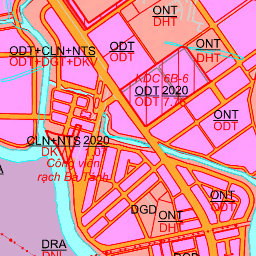 ONT
DHT
ODT
ODT
ONT
DHT
ODT+CLN+NTS
ODT+DGT+DKV
KDC 6B-6
ODT 2020
ODT 7.76
ONT
ODT
CLN+NTS 2020
DKV
Công viên
rạch Bà Tánh
ONT
ODT
DGD
ONT
DHT
DRA